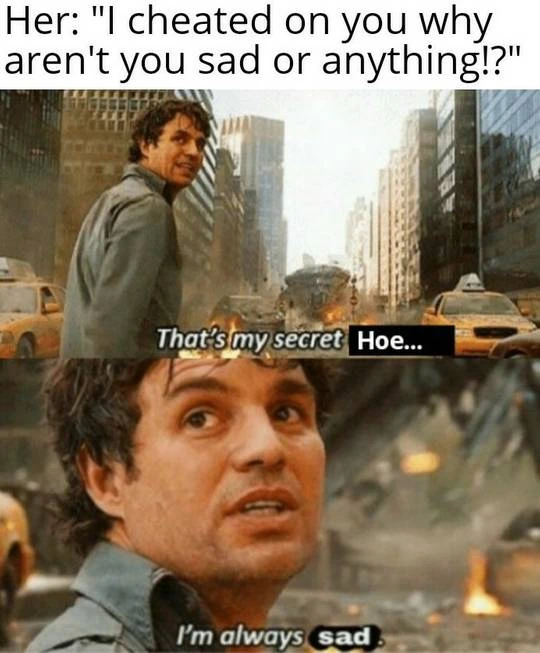 Her: "I cheated on you why
aren't you sad or anything!?"
That's my secret Hoe...
I'm always sad.